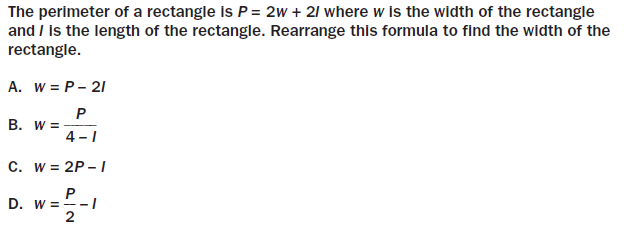 The perimeter of a rectangle is P = 2w + 2l where w is the width of the rectangle
and l is the length of the rectangle. Rearrange this formula to find the width of the
rectangle.
A. w = P – 2l
B. w = P / 4 – l
C. w = 2P – l
D. w = P / 2 – l